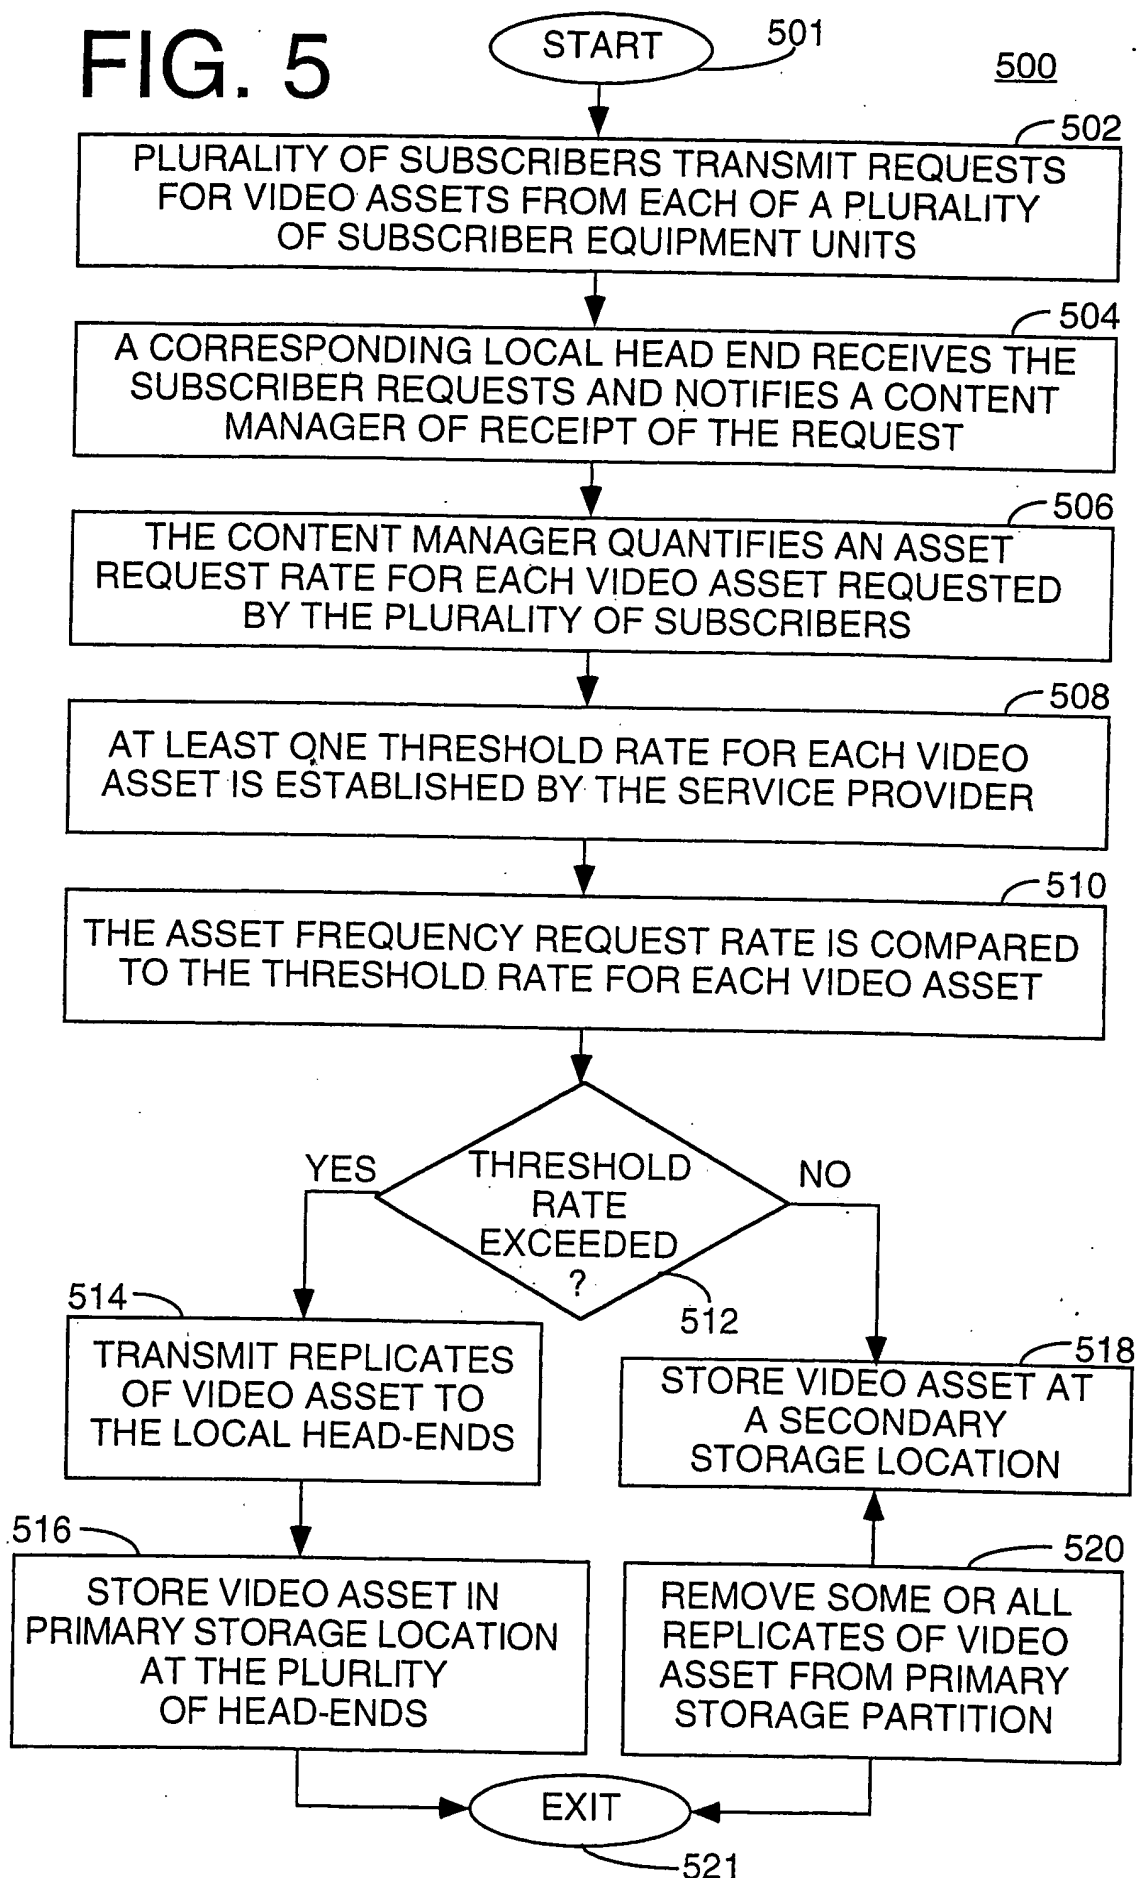 FIG. 5
START
501
500
502
PLURALITY OF SUBSCRIBERS TRANSMIT REQUESTS
FOR VIDEO ASSETS FROM EACH OF A PLURALITY
OF SUBSCRIBER EQUIPMENT UNITS
504
A CORRESPONDING LOCAL HEAD END RECEIVES THE
SUBSCRIBER REQUESTS AND NOTIFIES A CONTENT
MANAGER OF RECEIPT OF THE REQUEST
506
THE CONTENT MANAGER QUANTIFIES AN ASSET
REQUEST RATE FOR EACH VIDEO ASSET REQUESTED
BY THE PLURALITY OF SUBSCRIBERS
508
AT LEAST ONE THRESHOLD RATE FOR EACH VIDEO
ASSET IS ESTABLISHED BY THE SERVICE PROVIDER
510
THE ASSET FREQUENCY REQUEST RATE IS COMPARED
TO THE THRESHOLD RATE FOR EACH VIDEO ASSET
YES
THRESHOLD
RATE
EXCEEDED
?
NO
512
514
TRANSMIT REPLICATES
OF VIDEO ASSET TO
THE LOCAL HEAD-ENDS
518
STORE VIDEO ASSET AT
A SECONDARY
STORAGE LOCATION
516
STORE VIDEO ASSET IN
PRIMARY STORAGE LOCATION
AT THE PLURLITY
OF HEAD-ENDS
520
REMOVE SOME OR ALL
REPLICATES OF VIDEO
ASSET FROM PRIMARY
STORAGE PARTITION
EXIT
521